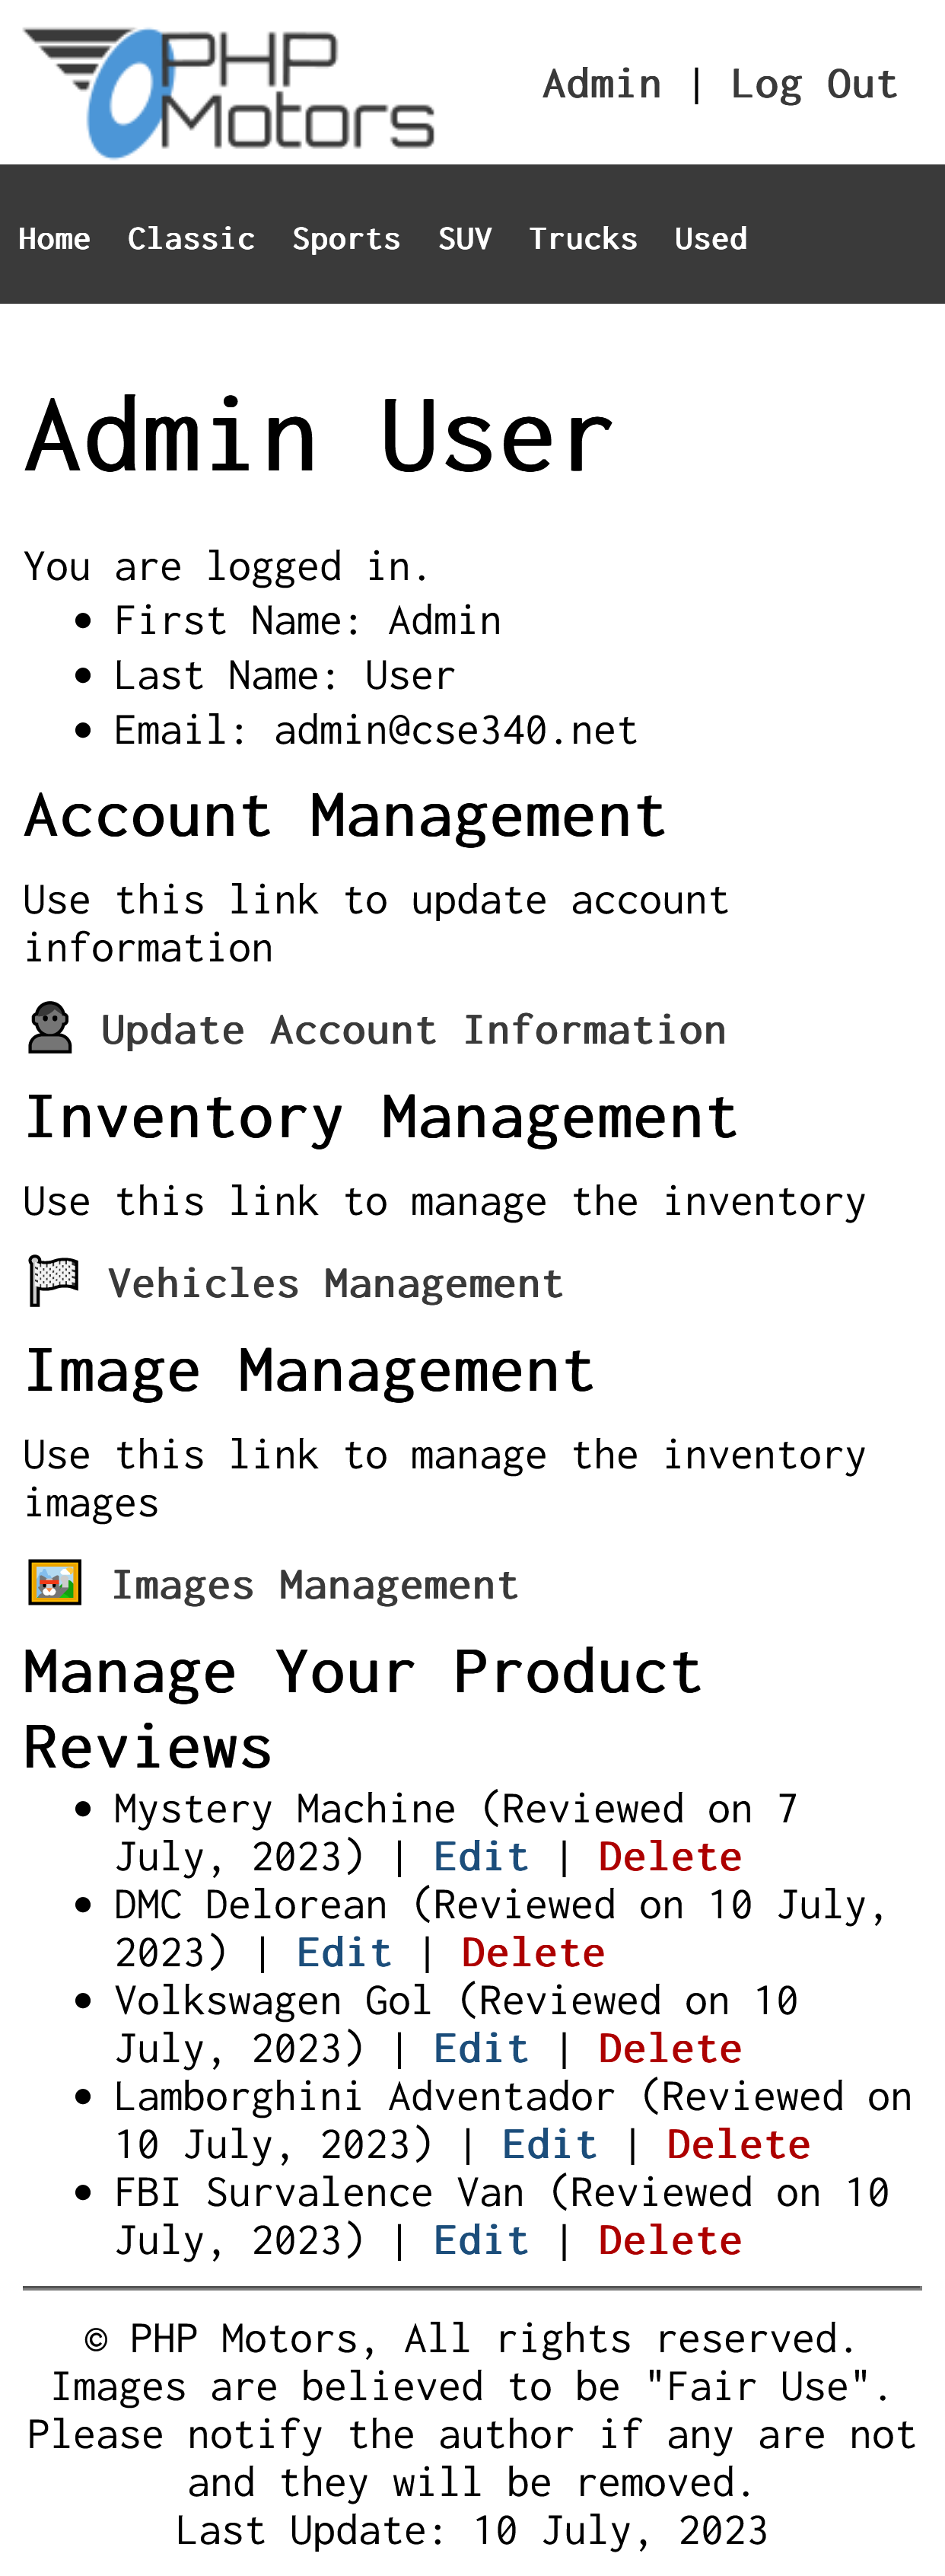 PHP
Motors
Admin | Log Out
Home Classic Sports SUV Trucks Used
Admin User
You are logged in.
• First Name: Admin
• Last Name: User
• Email: admin@cse340.net
Account Management
Use this link to update account
information
Update Account Information
Inventory Management
Use this link to manage the inventory
Vehicles Management
Image Management
Use this link to manage the inventory
images
Images Management
Manage Your Product
Reviews
• Mystery Machine (Reviewed on 7
July, 2023) | Edit | Delete
• DMC Delorean (Reviewed on 10 July,
2023) | Edit | Delete
• Volkswagen Gol (Reviewed on 10
July, 2023) | Edit | Delete
• Lamborghini Adventador (Reviewed on
10 July, 2023) | Edit | Delete
• FBI Survalence Van (Reviewed on 10
July, 2023) | Edit | Delete
© PHP Motors, All rights reserved.
Images are believed to be "Fair Use".
Please notify the author if any are not
and they will be removed.
Last Update: 10 July, 2023